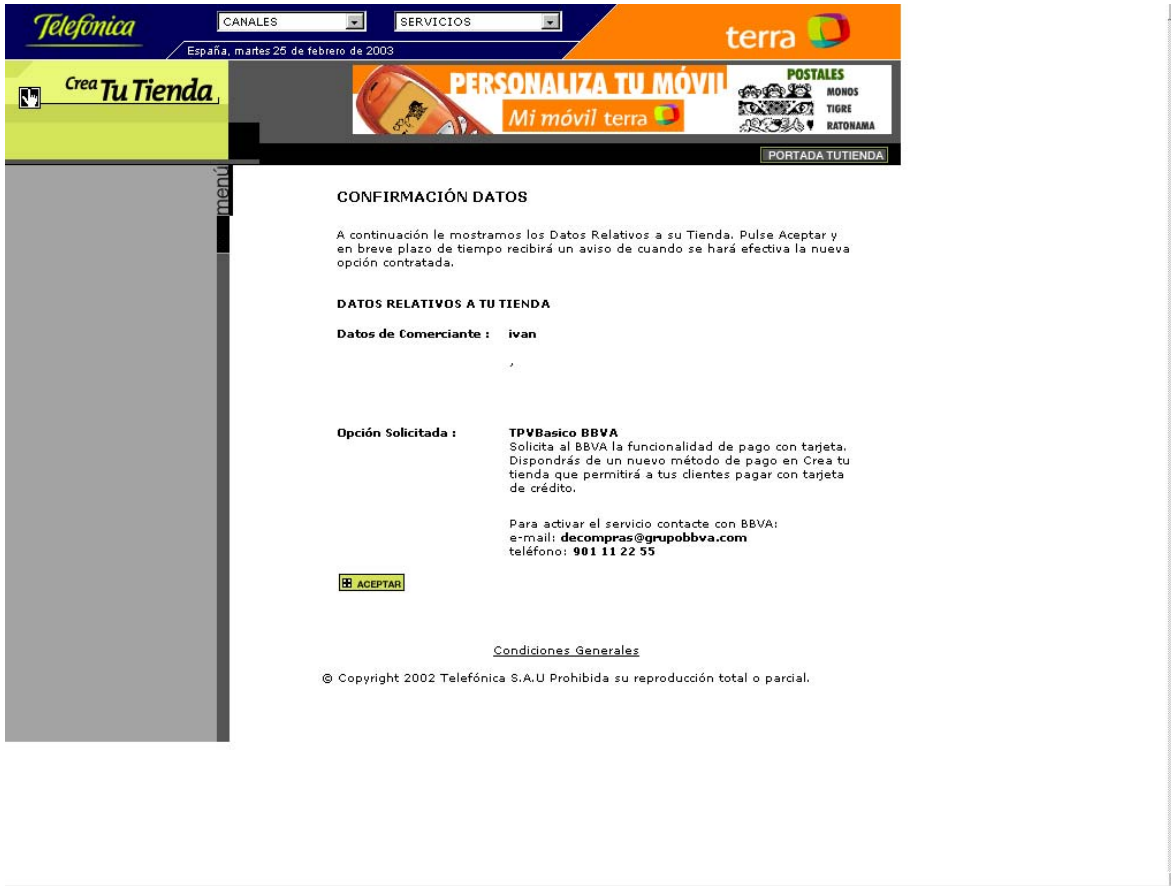 Telefónica
CANALES
SERVICIOS
terra
España, martes 25 de febrero de 2003
Crea Tu Tienda
PERSONALIZA TU MÓVIL
Mi móvil terra
POSTALES
MONOS
TIGRE
RATONAMA
PORTADA TUTIENDA
menú
CONFIRMACIÓN DATOS
A continuación le mostramos los Datos Relativos a su Tienda. Pulse Aceptar y
en breve plazo de tiempo recibirá un aviso de cuando se hará efectiva la nueva
opción contratada.
DATOS RELATIVOS A TU TIENDA
Datos de Comerciante : ivan
,
Opción Solicitada : TPVBasico BBVA
Solicita al BBVA la funcionalidad de pago con tarjeta.
Dispondrás de un nuevo método de pago en Crea tu
tienda que permitirá a tus clientes pagar con tarjeta
de crédito.
Para activar el servicio contacte con BBVA:
e-mail: decompras@grupobbva.com
teléfono: 901 11 22 55
ACEPTAR
Condiciones Generales
© Copyright 2002 Telefónica S.A.U Prohibida su reproducción total o parcial.